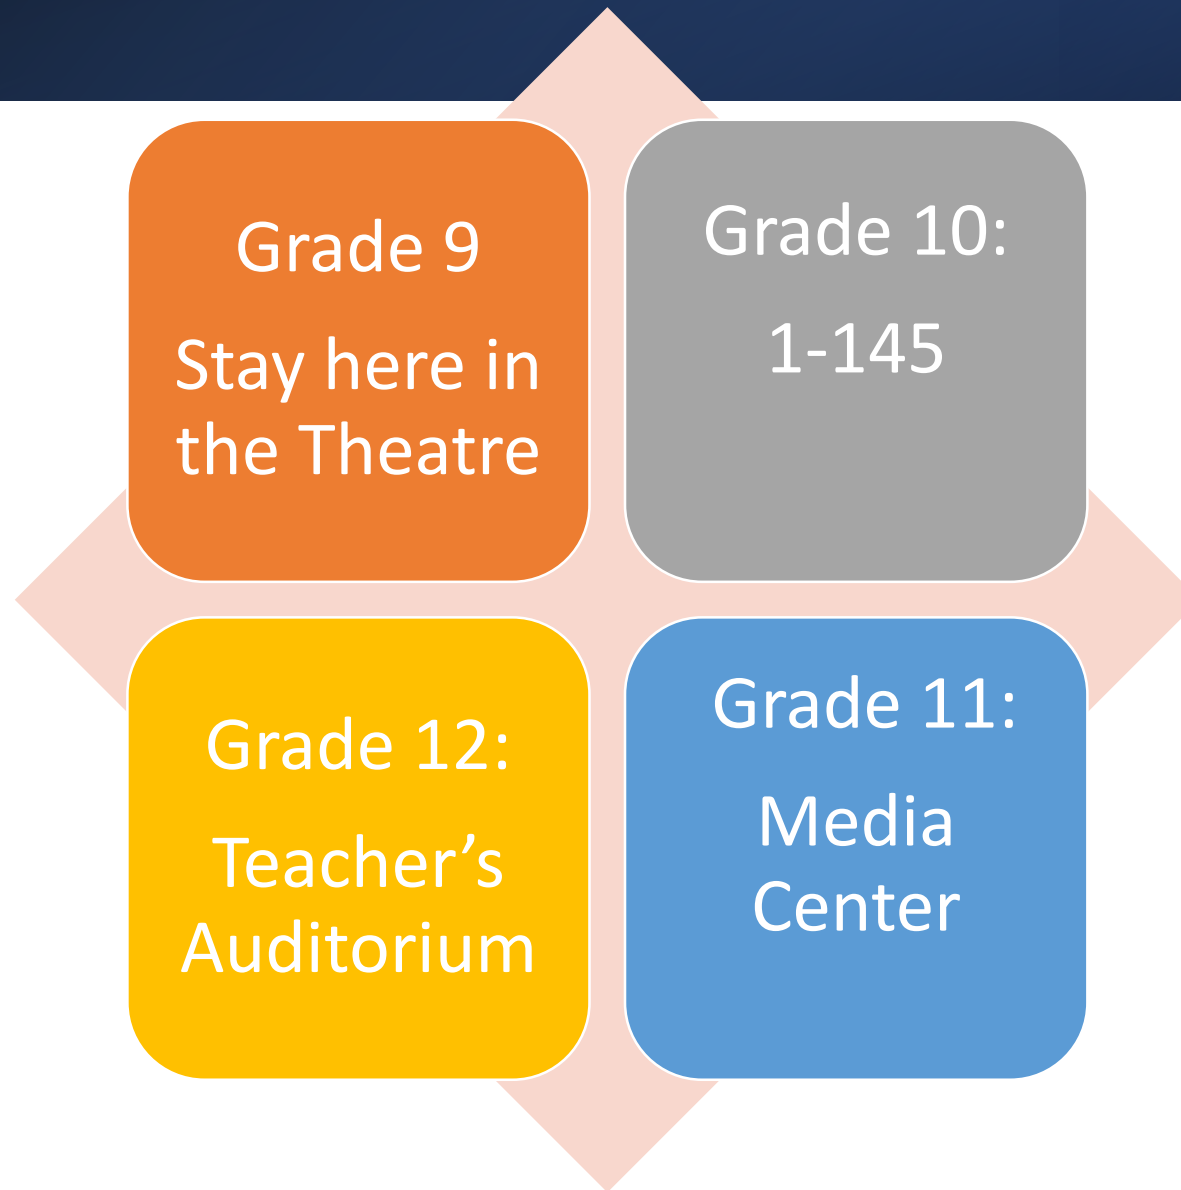 Grade 9
Stay here in
the Theatre
Grade 10:
1-145
Grade 12:
Teacher’s
Auditorium
Grade 11:
Media
Center